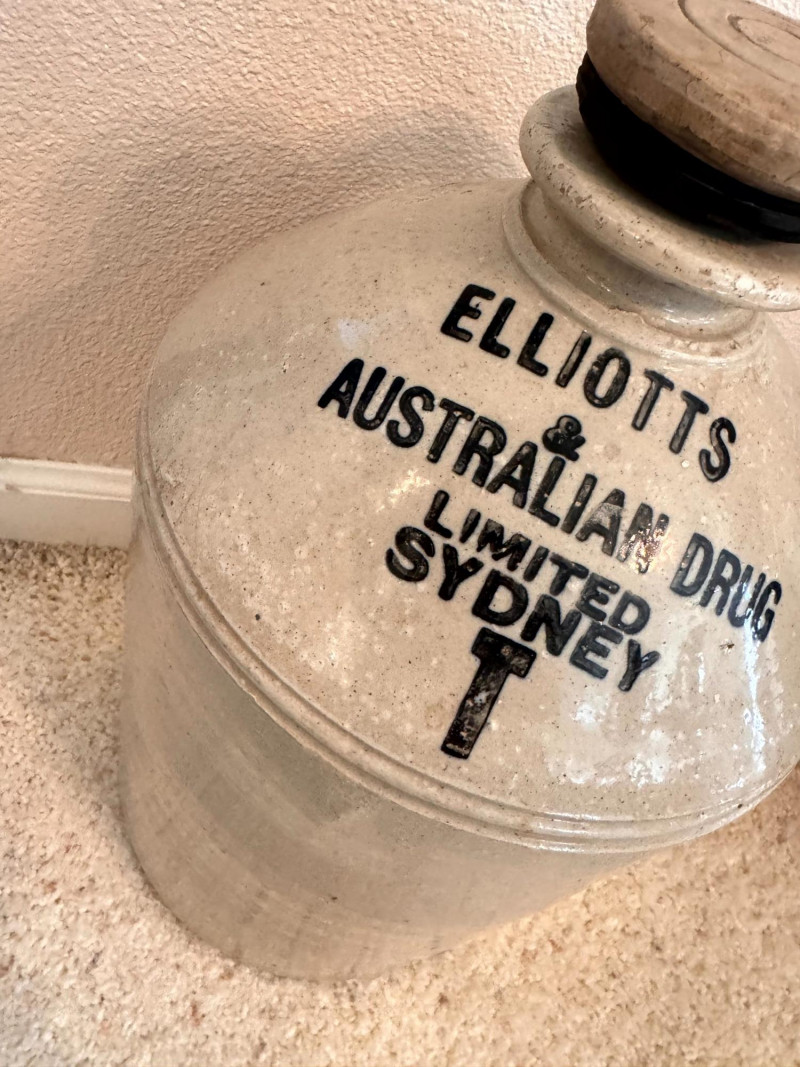 ELLIOTTS
&
AUSTRALIAN DRUG
LIMITED
SYDNEY
T